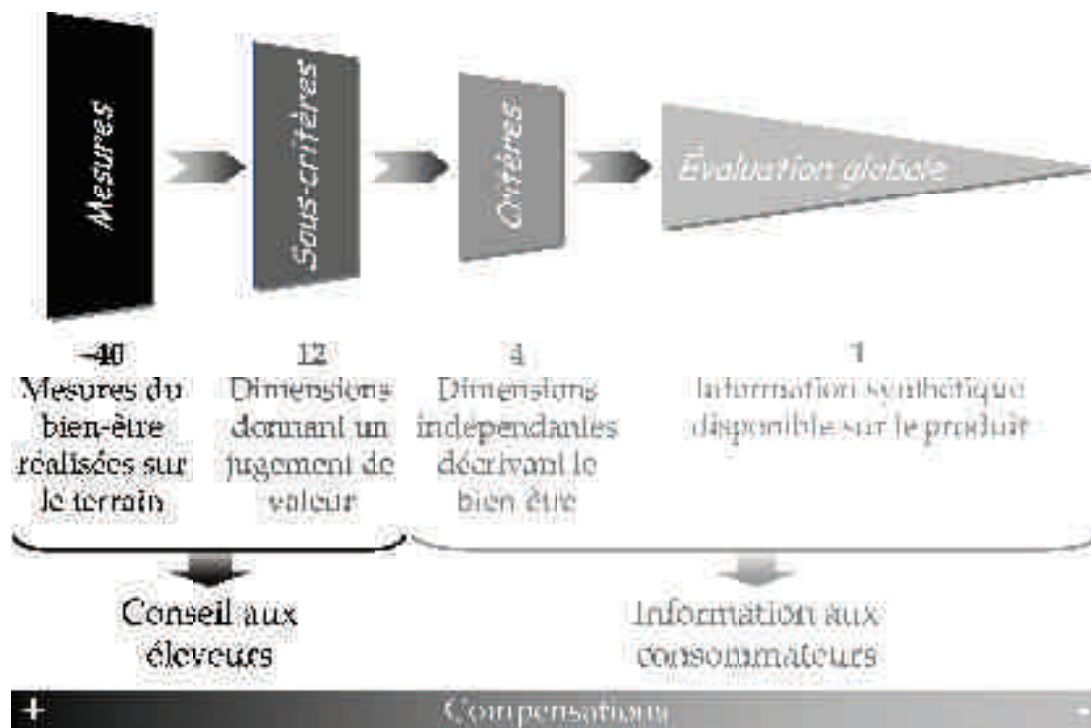 Mesures
Sous-critères
Critères
Évaluation globale
~40
Mesures du
bien-être
réalisées sur
le terrain
12
Dimensions
donnant un
jugement de
valeur
4
Dimensions
indépendantes
décrivant le
bien être
1
Information synthétique
disponible sur le produit
Conseil aux
éleveurs
Information aux
consommateurs
+ Compensations -